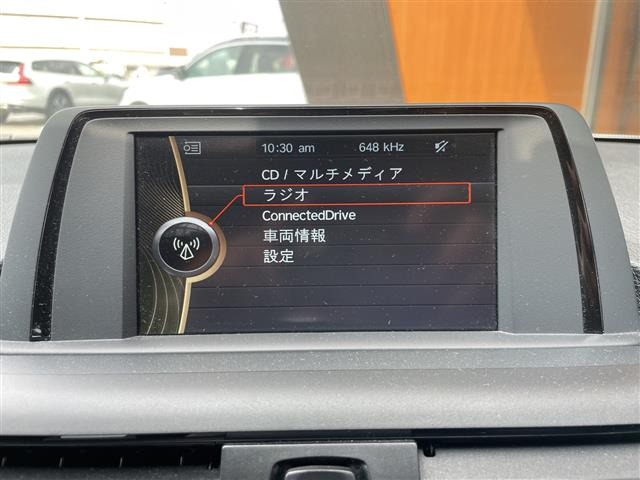 10:30 am 648 kHz
CD / マルチメディア
ラジオ
ConnectedDrive
車両情報
設定